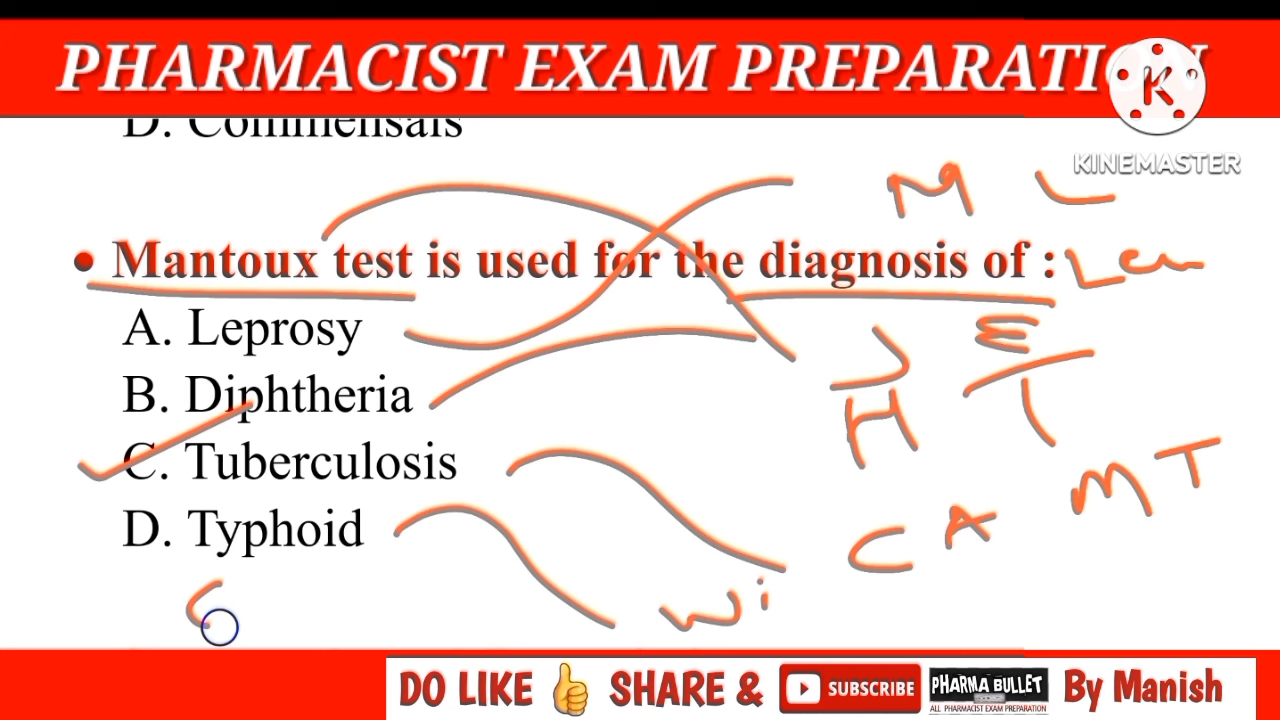 PHARMACIST EXAM PREPARATION
KINEMASTER
D. Commensals
M L
• Mantoux test is used for the diagnosis of :
A. Leprosy
B. Diphtheria
C. Tuberculosis
D. Typhoid
H
C A
M T
Wi
DO LIKE SHARE & SUBSCRIBE PHARMA BULLET By Manish
ALL PHARMACIST EXAM PREPARATION